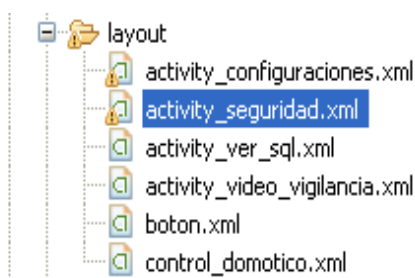 layout
activity_configuraciones.xml
activity_seguridad.xml
activity_ver_sql.xml
activity_video_vigilancia.xml
boton.xml
control_domotico.xml